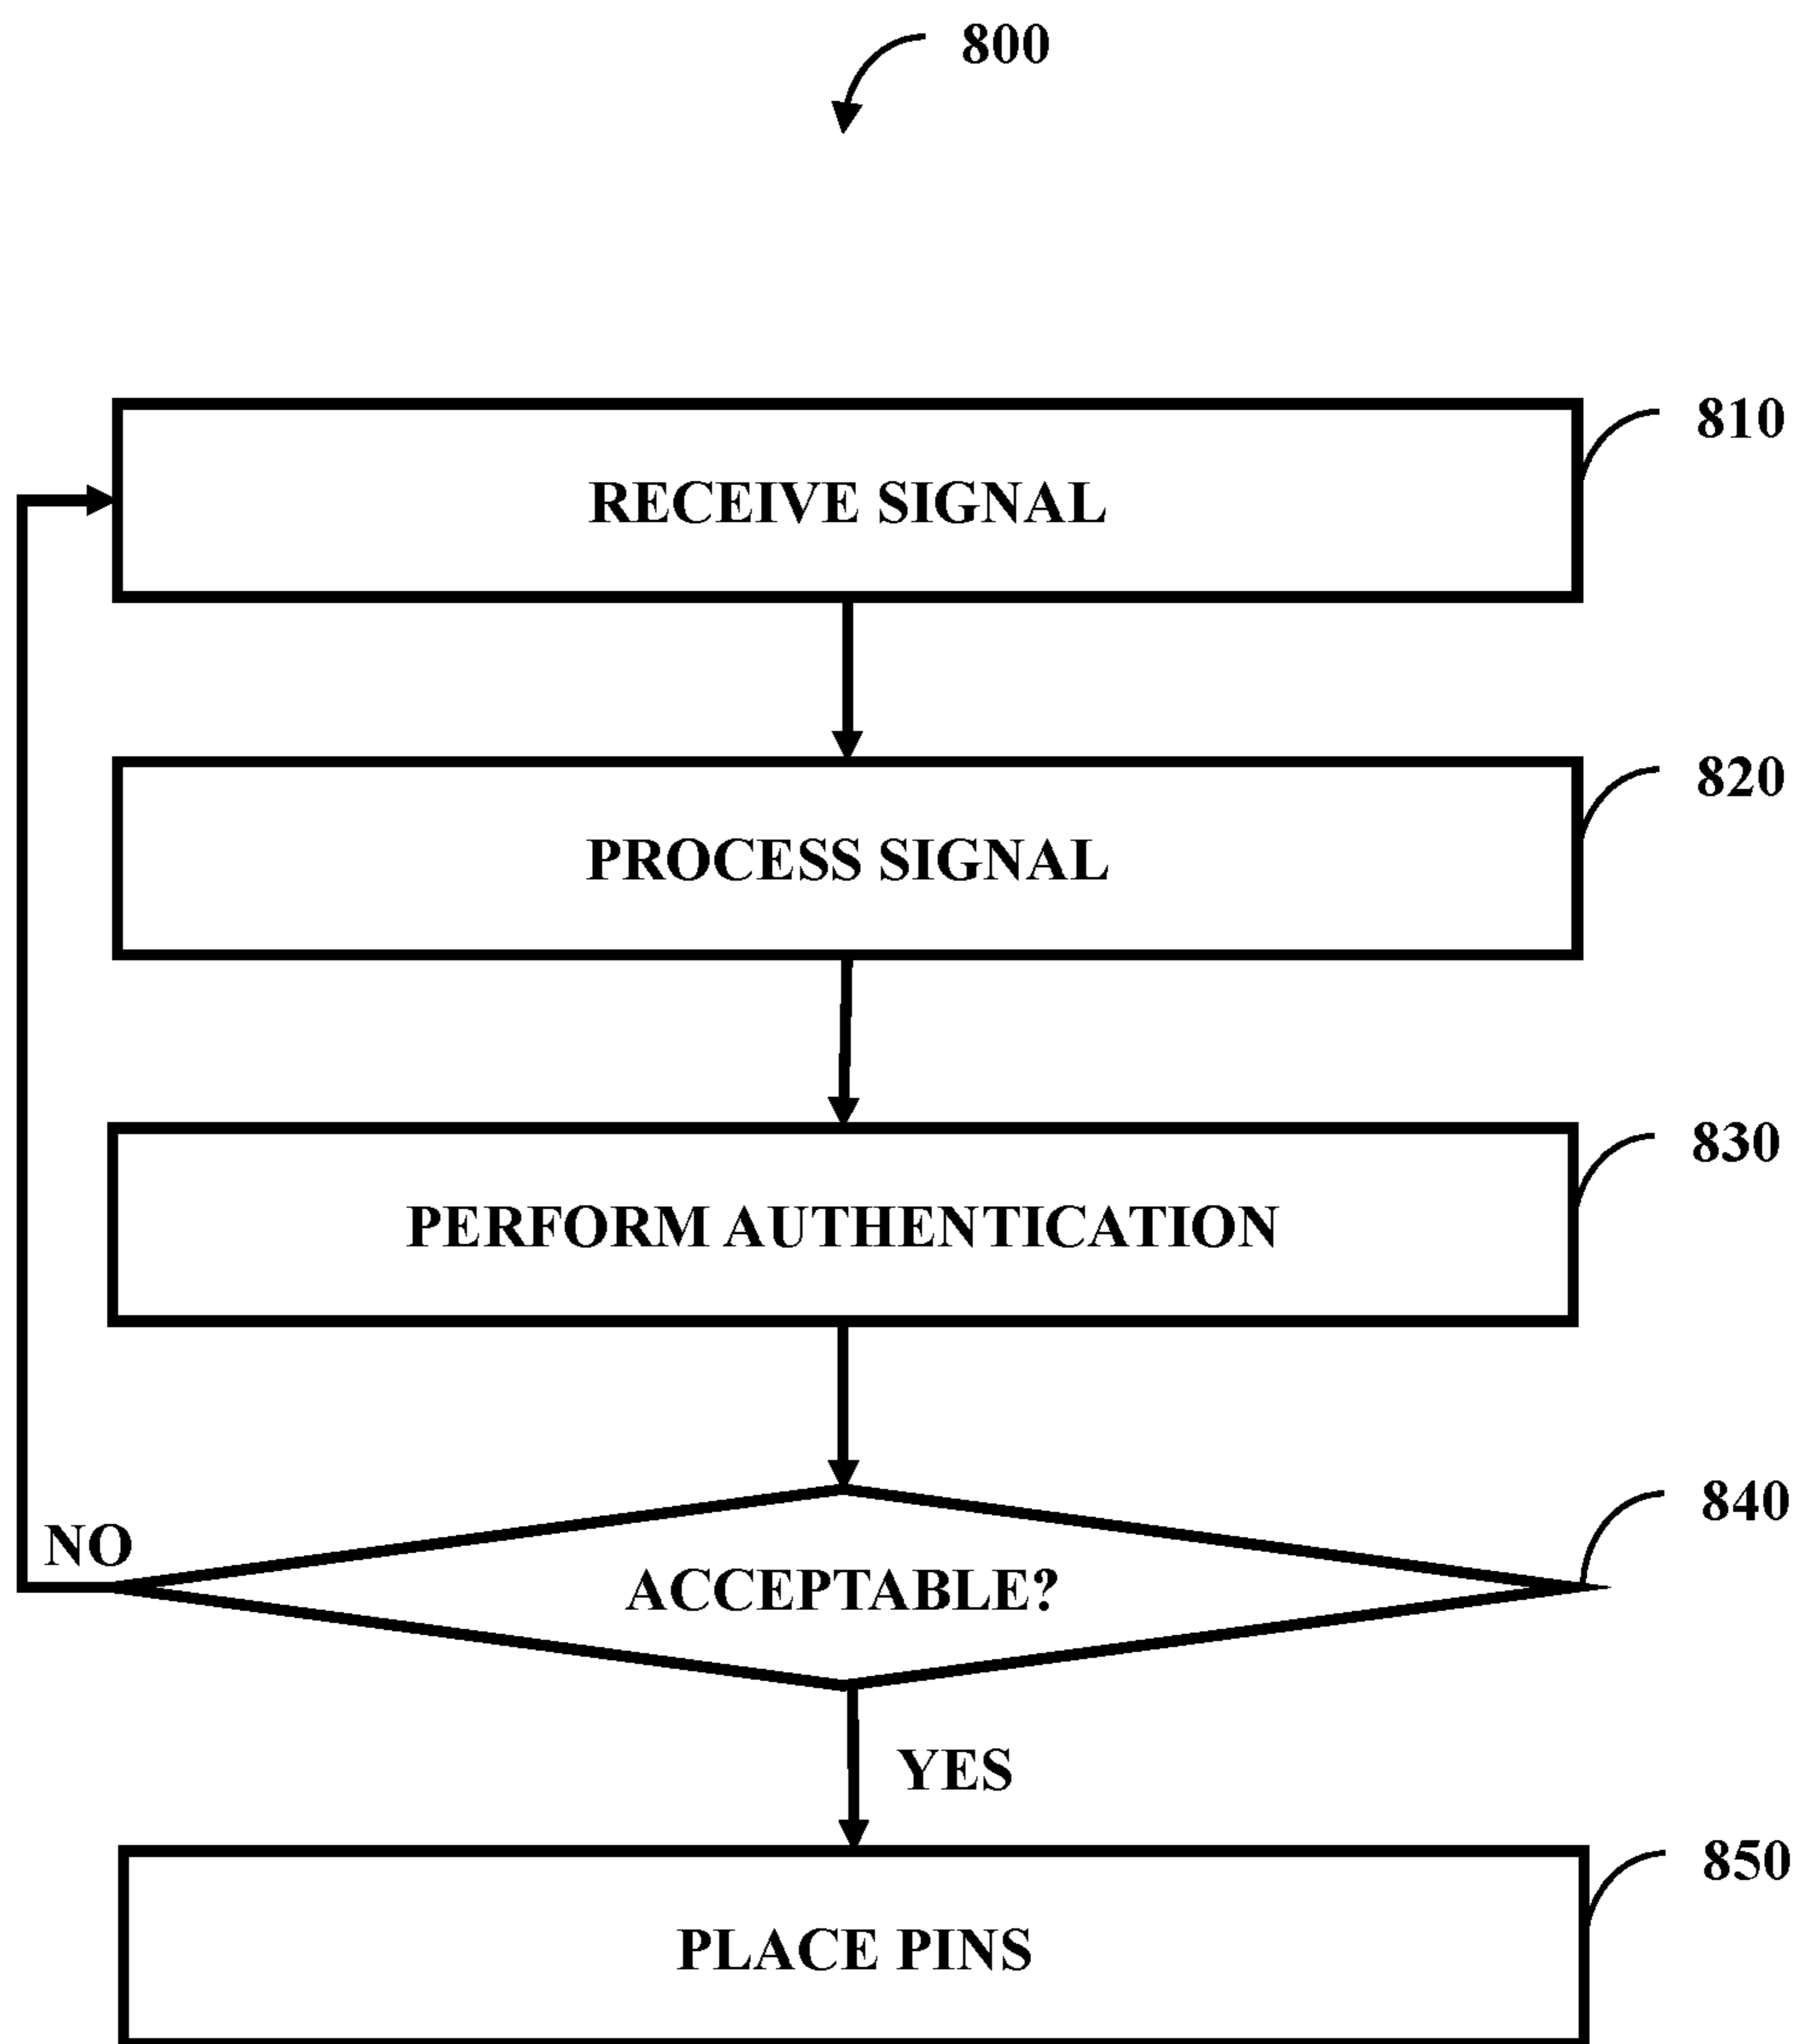 800
810
RECEIVE SIGNAL
820
PROCESS SIGNAL
830
PERFORM AUTHENTICATION
840
NO
ACCEPTABLE?
YES
850
PLACE PINS